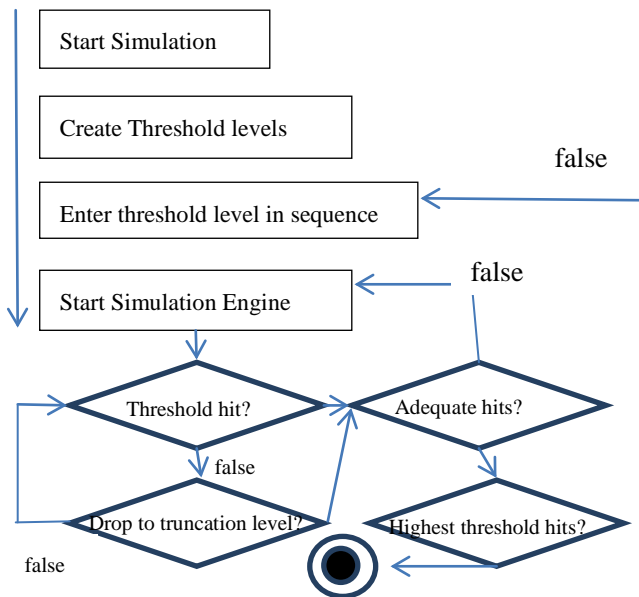 Start Simulation
Create Threshold levels
false
Enter threshold level in sequence
false
Start Simulation Engine
Threshold hit?
Adequate hits?
false
Drop to truncation level?
Highest threshold hits?
false